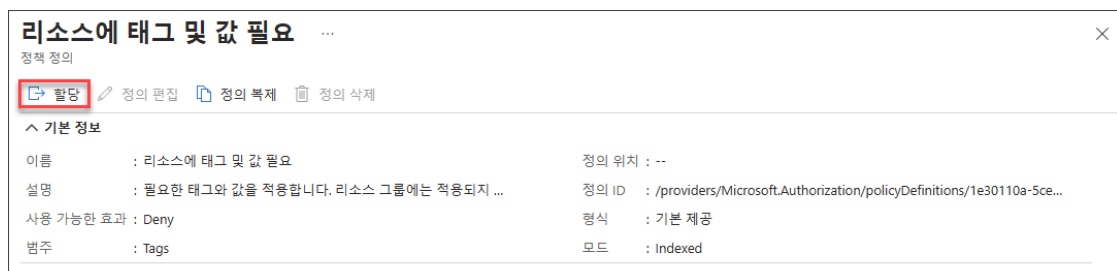 리소스에 태그 및 값 필요 ...
정책 정의
할당 정의 편집 정의 복제 정의 삭제
기본 정보
이름 : 리소스에 태그 및 값 필요 정의 위치 : --
설명 : 필요한 태그와 값을 적용합니다. 리소스 그룹에는 적용되지 ... 정의 ID : /providers/Microsoft.Authorization/policyDefinitions/1e30110a-5ce...
사용 가능한 효과 : Deny 형식 : 기본 제공
범주 : Tags 모드 : Indexed